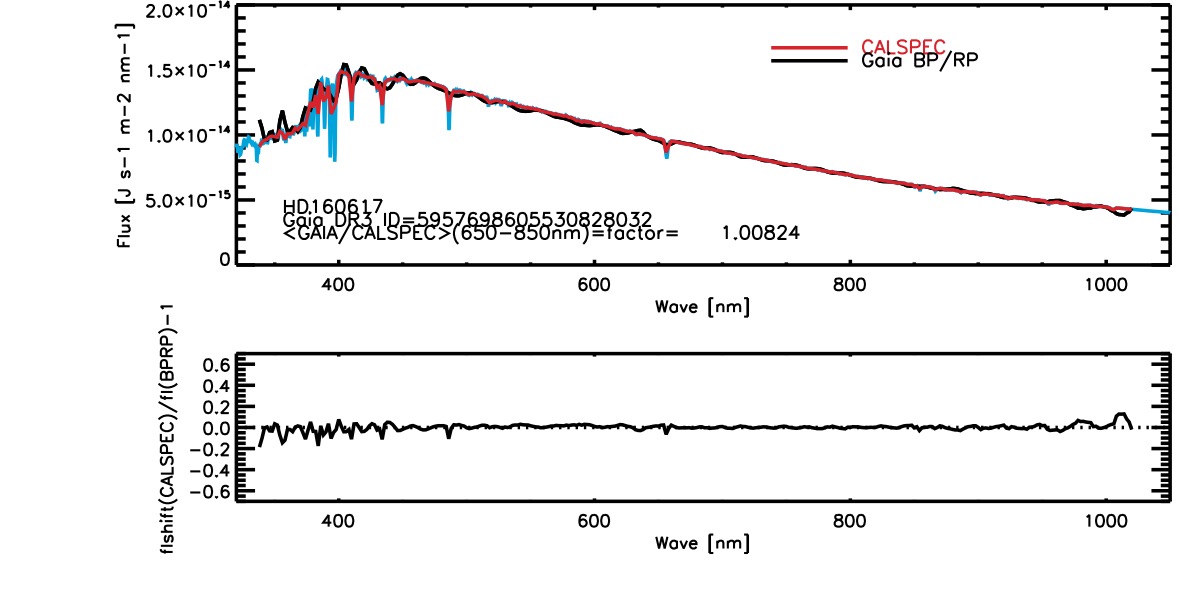 2.0×10⁻¹⁴
1.5×10⁻¹⁴
1.0×10⁻¹⁴
5.0×10⁻¹⁵
0
Flux [J s−1 m−2 nm−1]
CALSPEC
Gaia BP/RP
HD160617
Gaia DR3 ID=5957698605530828032
<GAIA/CALSPEC>(650−850nm)=factor= 1.00824
400 600 800 1000
Wave [nm]
flshift(CALSPEC)/fl(BPRP)−1
0.6
0.4
0.2
0.0
−0.2
−0.4
−0.6
400 600 800 1000
Wave [nm]